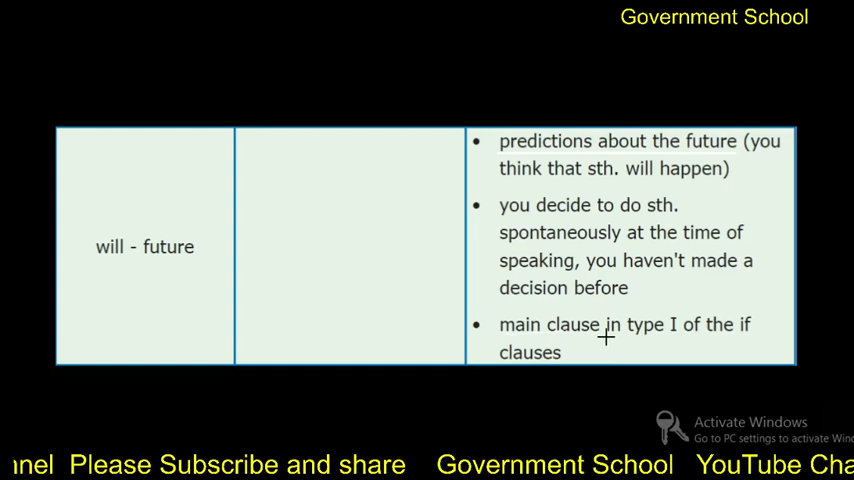 Government School
will - future
• predictions about the future (you
think that sth. will happen)
• you decide to do sth.
spontaneously at the time of
speaking, you haven't made a
decision before
• main clause in type I of the if
clauses
Activate Windows
Go to PC settings to activate Win
nnel Please Subscribe and share Government School YouTube Cha